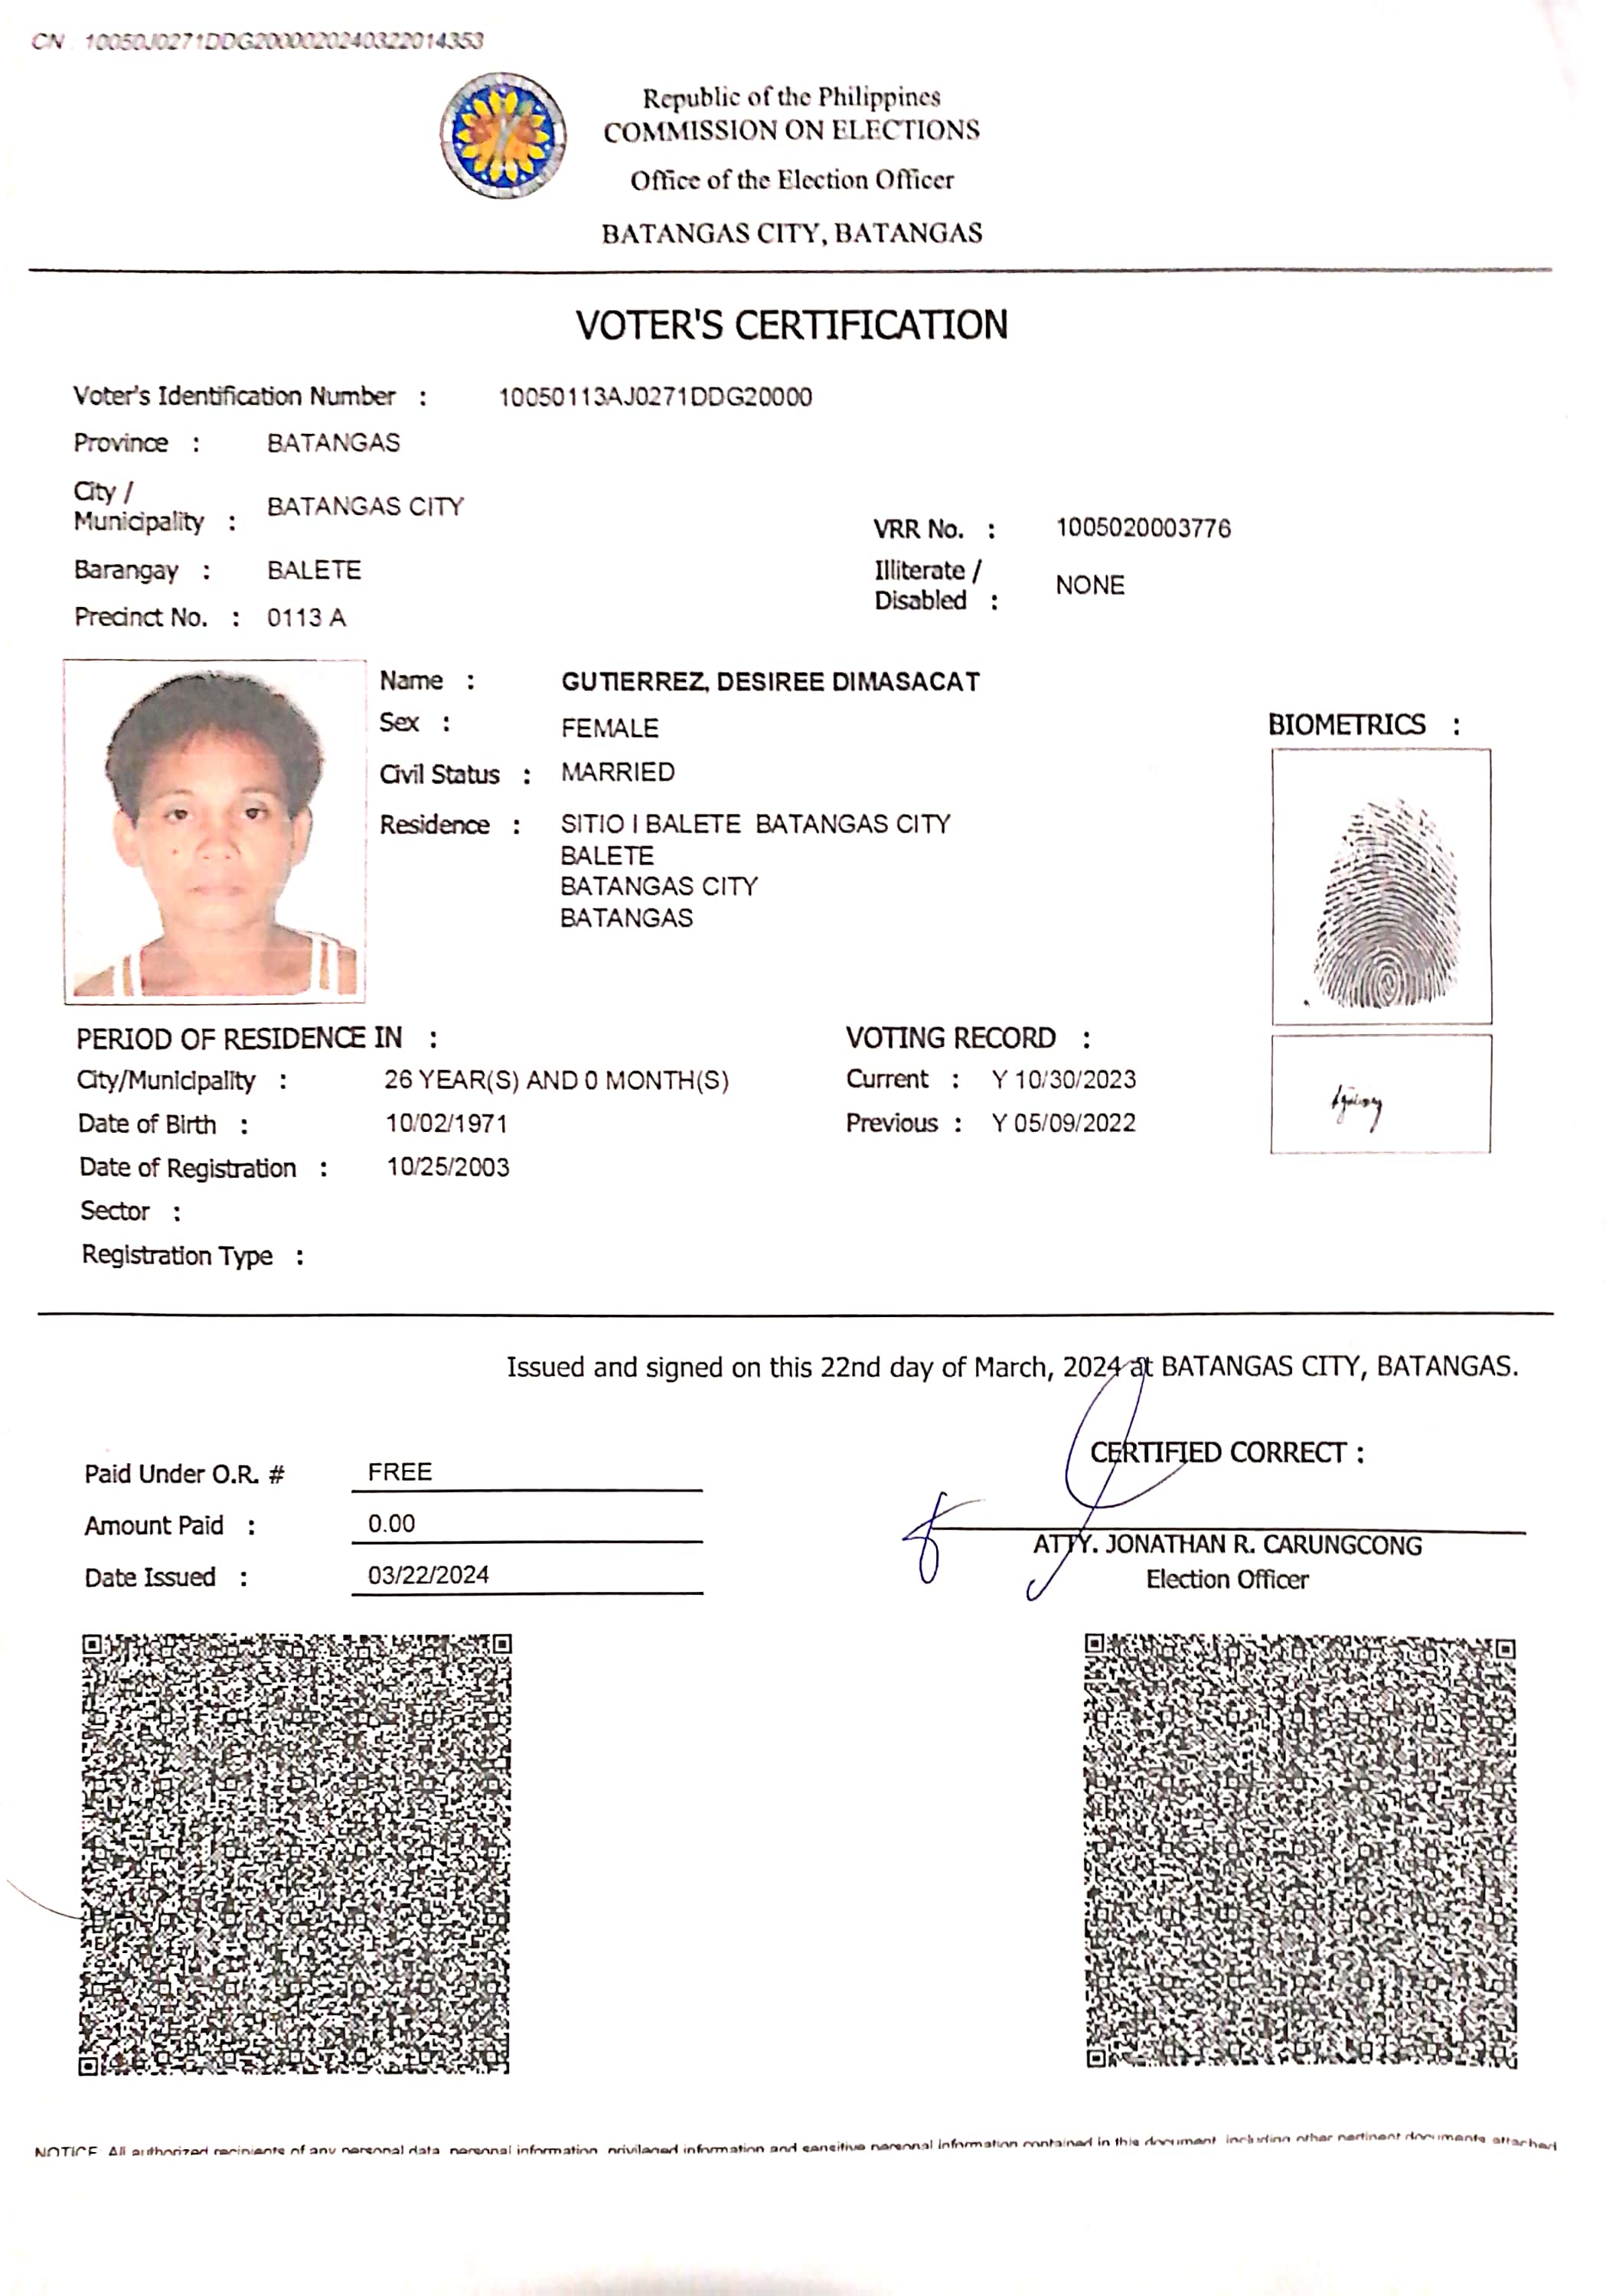 CN : 10050J0271DDG2000020240322014353
Republic of the Philippines
COMMISSION ON ELECTIONS
Office of the Election Officer
BATANGAS CITY, BATANGAS
VOTER'S CERTIFICATION
Voter's Identification Number : 10050113AJ0271DDG20000
Province : BATANGAS
City /
Municipality : BATANGAS CITY
VRR No. : 1005020003776
Barangay : BALETE
Illiterate /
Disabled : NONE
Precinct No. : 0113 A
Name : GUTIERREZ, DESIREE DIMASACAT
Sex : FEMALE
BIOMETRICS :
Civil Status : MARRIED
Residence : SITIO I BALETE BATANGAS CITY
BALETE
BATANGAS CITY
BATANGAS
PERIOD OF RESIDENCE IN :
VOTING RECORD :
City/Municipality : 26 YEAR(S) AND 0 MONTH(S)
Current : Y 10/30/2023
Date of Birth : 10/02/1971
Previous : Y 05/09/2022
Date of Registration : 10/25/2003
Sector :
Registration Type :
Issued and signed on this 22nd day of March, 2024 at BATANGAS CITY, BATANGAS.
CERTIFIED CORRECT :
Paid Under O.R. # FREE
Amount Paid : 0.00
ATTY. JONATHAN R. CARUNGCONG
Election Officer
Date Issued : 03/22/2024
NOTICE: All authorized recipients of any personal data, personal information, privileged information and sensitive personal information contained in this document, including other pertinent documents attached